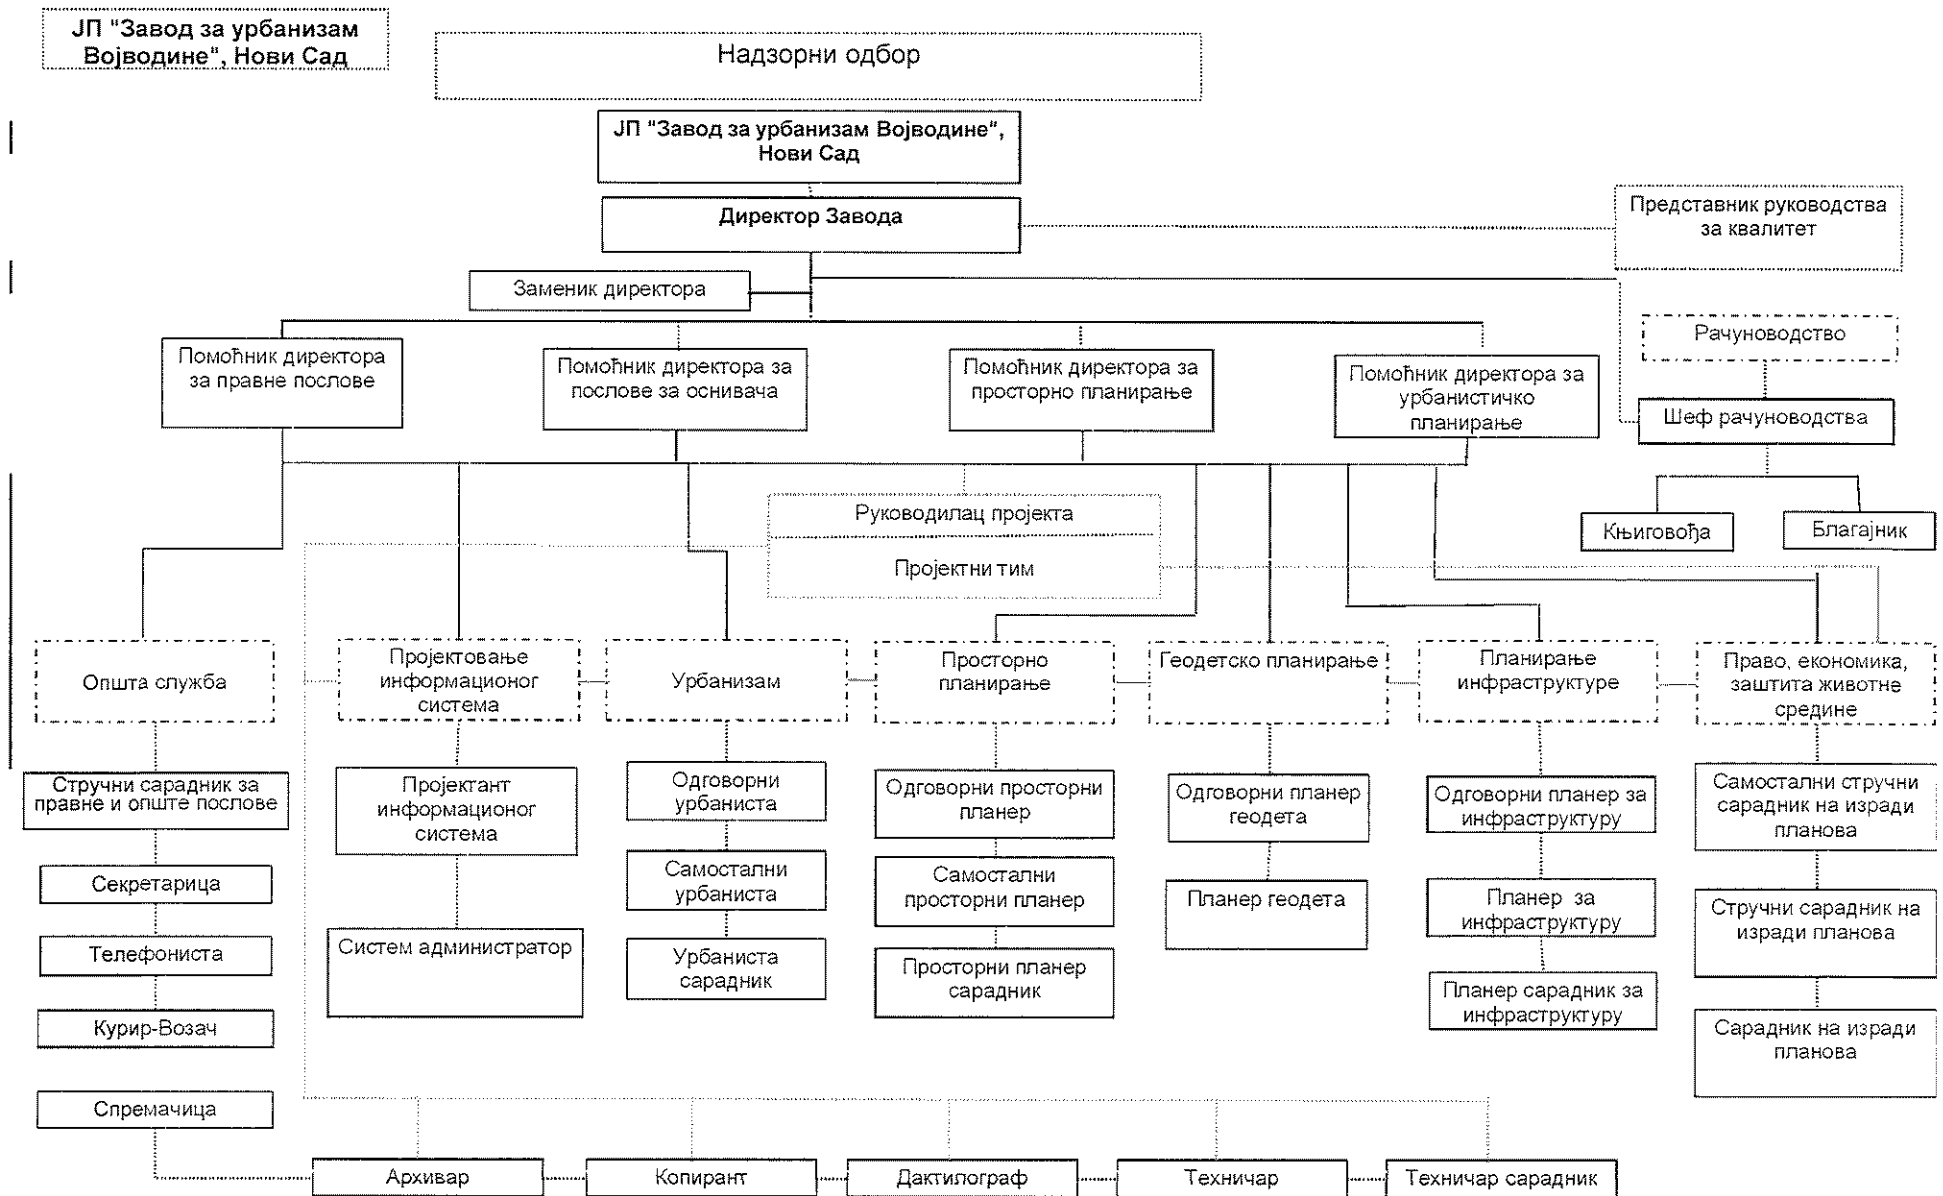 ЈП "Завод за урбанизам
Војводине", Нови Сад
Надзорни одбор
ЈП "Завод за урбанизам Војводине",
Нови Сад
Директор Завода
Представник руководства
за квалитет
Заменик директора
Помоћник директора
за правне послове
Помоћник директора за
послове за оснивача
Помоћник директора за
просторно планирање
Помоћник директора за
урбанистичко
планирање
Рачуноводство
Шеф рачуноводства
Књиговођа
Благајник
Руководилац пројекта
Пројектни тим
Општа служба
Пројектовање
информационог
система
Урбанизам
Просторно
планирање
Геодетско планирање
Планирање
инфраструктуре
Право, економика,
заштита животне
средине
Стручни сарадник за
правне и опште послове
Секретарица
Телефониста
Курир-Возач
Спремачица
Пројектант
информационог
система
Систем администратор
Одговорни
урбаниста
Самостални
урбаниста
Урбаниста
сарадник
Одговорни просторни
планер
Самостални
просторни планер
Просторни планер
сарадник
Одговорни планер
геодета
Планер геодета
Одговорни планер за
инфраструктуру
Планер за
инфраструктуру
Планер сарадник за
инфраструктуру
Самостални стручни
сарадник на изради
планова
Стручни сарадник на
изради планова
Сарадник на изради
планова
Архивар
Копирант
Дактилограф
Техничар
Техничар сарадник